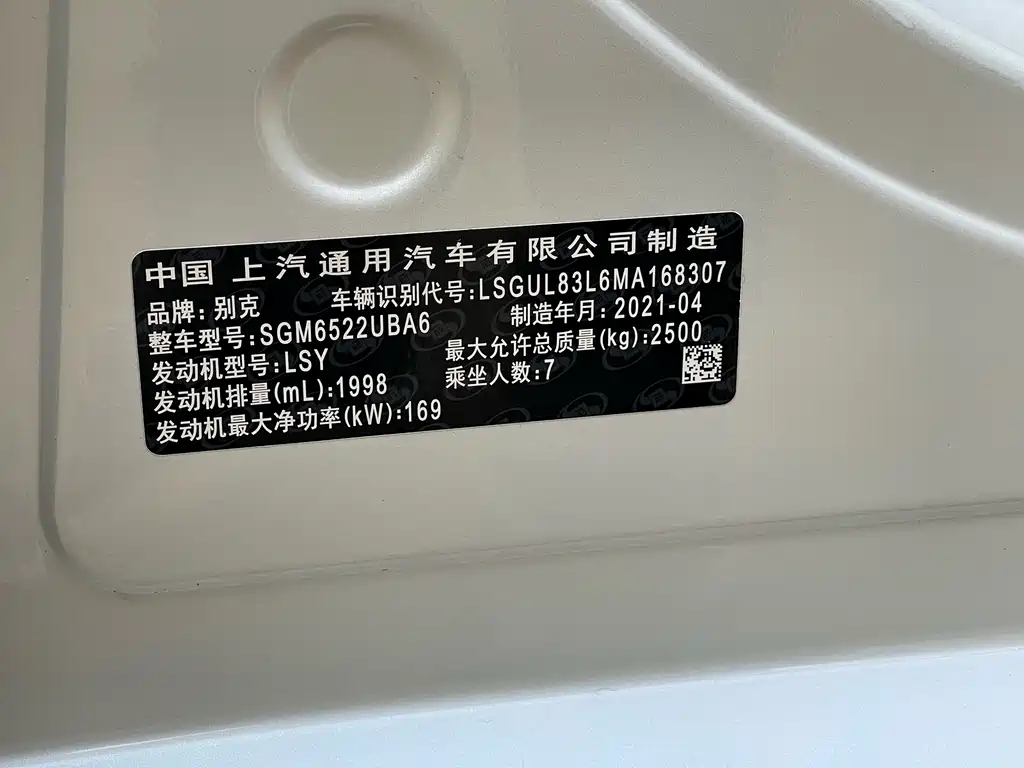 中国 上汽通用汽车有限公司制造
品牌:别克 车辆识别代号:LSGUL83L6MA168307
整车型号:SGM6522UBA6 制造年月:2021-04
发动机型号:LSY 最大允许总质量(kg):2500
发动机排量(mL):1998 乘坐人数:7
发动机最大净功率(kW):169